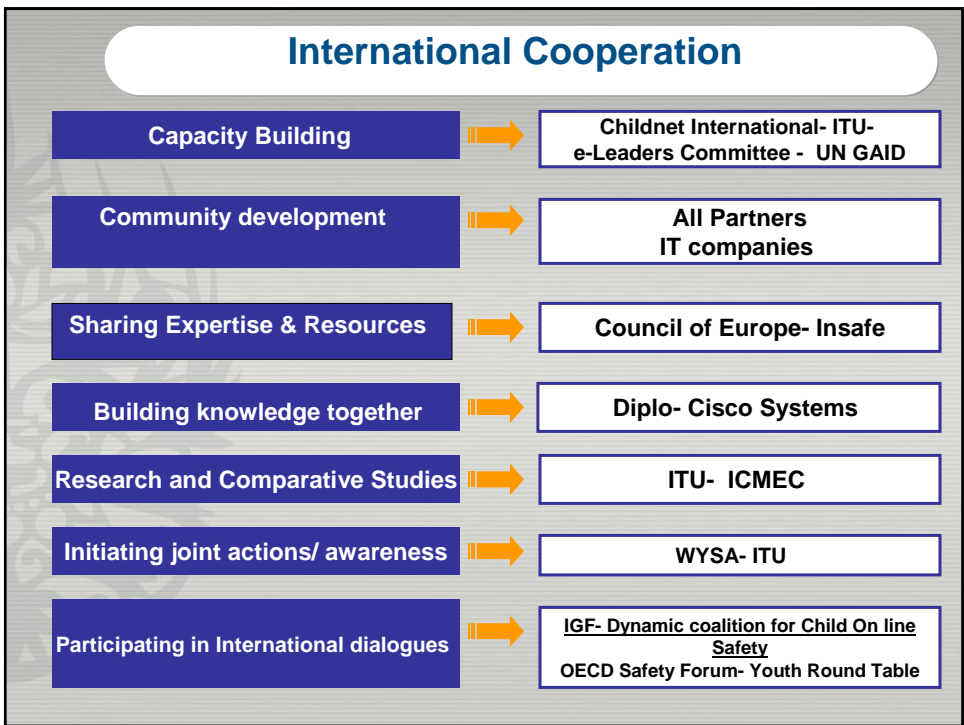 International Cooperation
Capacity Building
Childnet International- ITU-
e-Leaders Committee - UN GAID
Community development
All Partners
IT companies
Sharing Expertise & Resources
Council of Europe- Insafe
Building knowledge together
Diplo- Cisco Systems
Research and Comparative Studies
ITU- ICMEC
Initiating joint actions/ awareness
WYSA- ITU
Participating in International dialogues
IGF- Dynamic coalition for Child On line
Safety
OECD Safety Forum- Youth Round Table